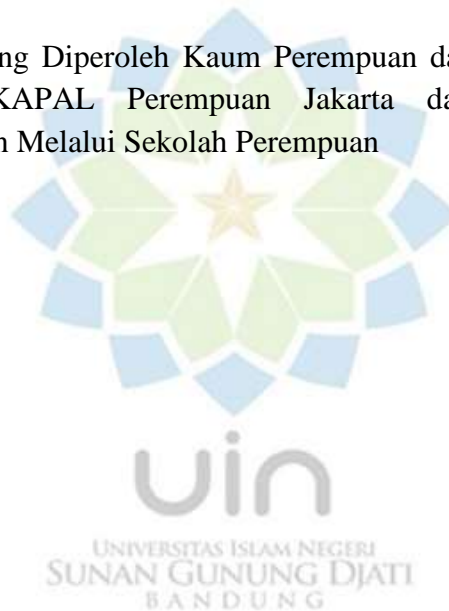 ng Diperoleh Kaum Perempuan da
KAPAL Perempuan Jakarta da
n Melalui Sekolah Perempuan
uin
UNIVERSITAS ISLAM NEGERI
SUNAN GUNUNG DJATI
BANDUNG